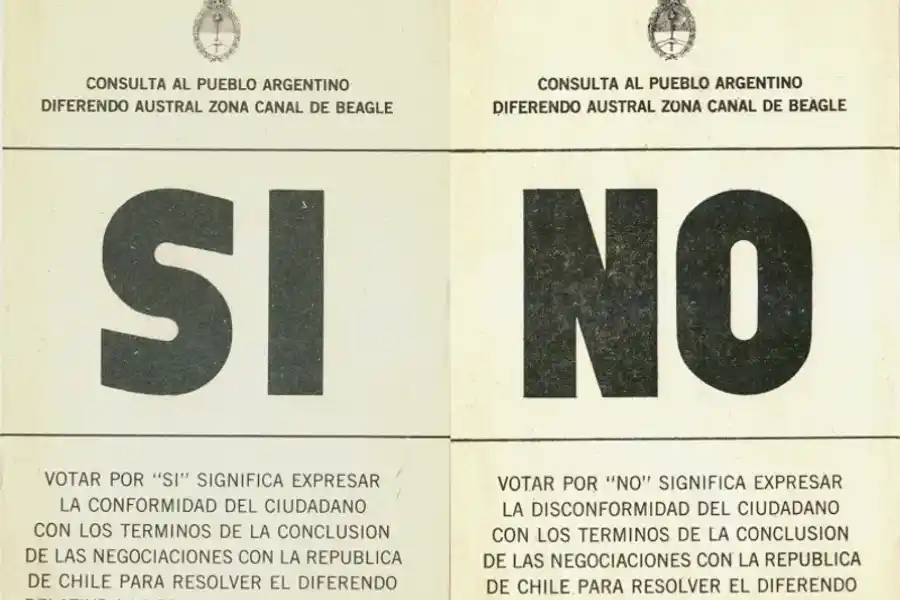 CONSULTA AL PUEBLO ARGENTINO
DIFERENDO AUSTRAL ZONA CANAL DE BEAGLE
SI
VOTAR POR "SI" SIGNIFICA EXPRESAR
LA CONFORMIDAD DEL CIUDADANO
CON LOS TERMINOS DE LA CONCLUSION
DE LAS NEGOCIACIONES CON LA REPUBLICA
DE CHILE PARA RESOLVER EL DIFERENDO
CONSULTA AL PUEBLO ARGENTINO
DIFERENDO AUSTRAL ZONA CANAL DE BEAGLE
NO
VOTAR POR "NO" SIGNIFICA EXPRESAR
LA DISCONFORMIDAD DEL CIUDADANO
CON LOS TERMINOS DE LA CONCLUSION
DE LAS NEGOCIACIONES CON LA REPUBLICA
DE CHILE PARA RESOLVER EL DIFERENDO